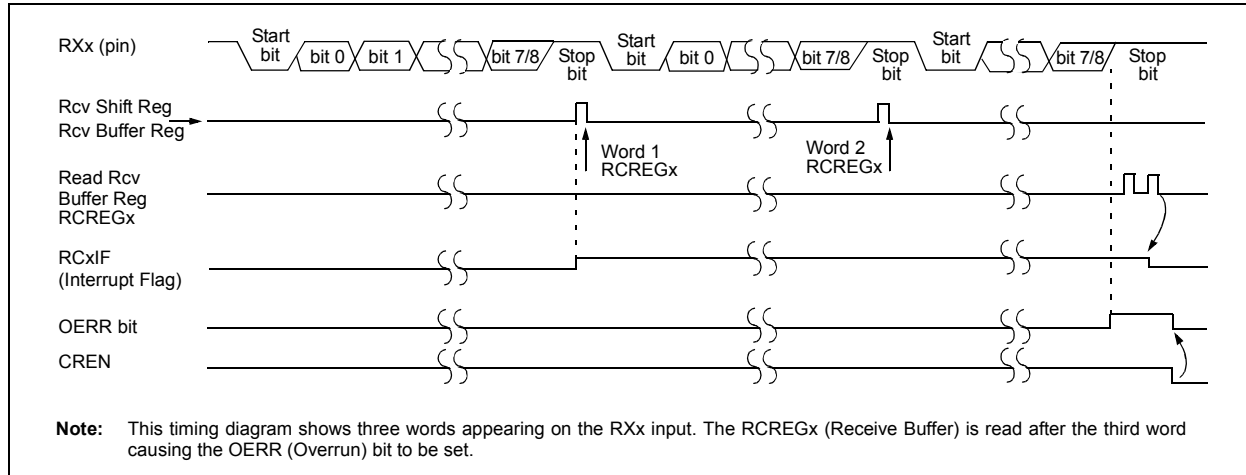 RXx (pin)
Start bit
bit 0
bit 1
bit 7/8
Stop bit
Start bit
bit 0
bit 7/8
Stop bit
Start bit
bit 7/8
Stop bit
Rcv Shift Reg
Rcv Buffer Reg
Word 1
RCREGx
Word 2
RCREGx
Read Rcv
Buffer Reg
RCREGx
RCxIF
(Interrupt Flag)
OERR bit
CREN
Note: This timing diagram shows three words appearing on the RXx input. The RCREGx (Receive Buffer) is read after the third word
causing the OERR (Overrun) bit to be set.